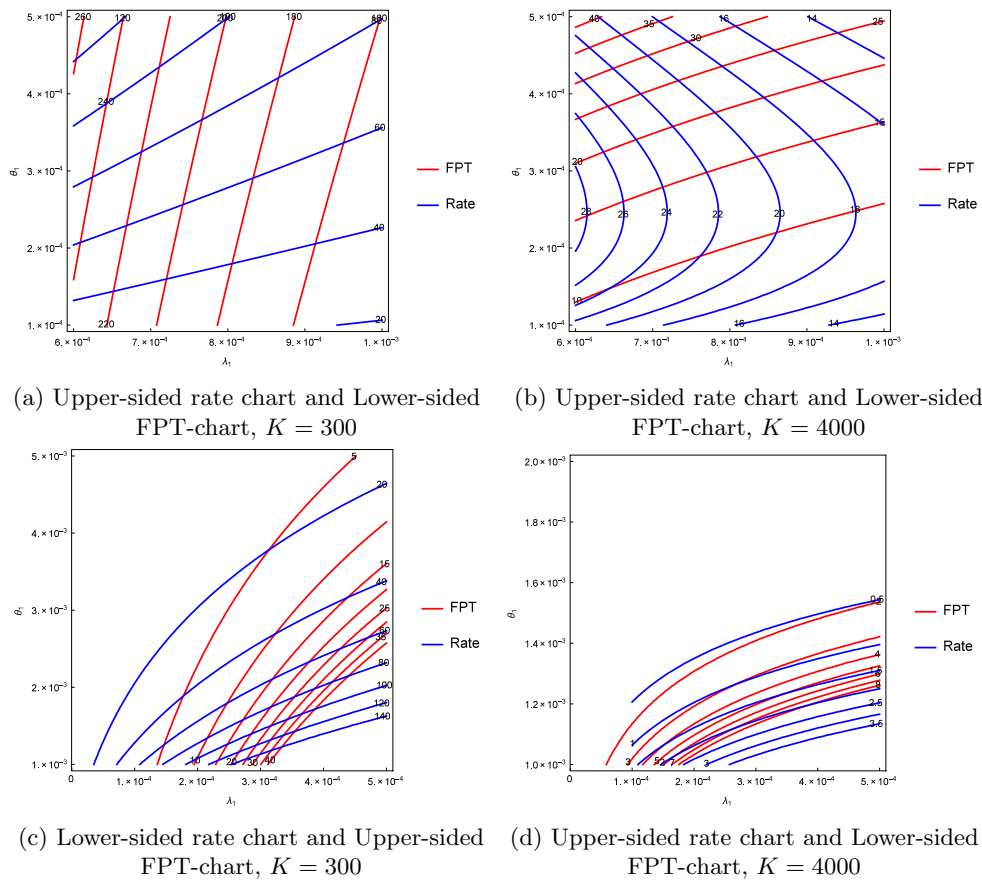 260
120
200
180
5.×10⁻⁴
240
4.×10⁻⁴
60
3.×10⁻⁴
θ₁
40
2.×10⁻⁴
220
20
1.×10⁻⁴
6.×10⁻⁴ 7.×10⁻⁴ 8.×10⁻⁴ 9.×10⁻⁴ 1.×10⁻³
λ₁
FPT
Rate
40
35
16
30
14
25
5.×10⁻⁴
4.×10⁻⁴
15
20
3.×10⁻⁴
θ₁
28 26 24 22 20 18
2.×10⁻⁴
10
16
14
1.×10⁻⁴
6.×10⁻⁴ 7.×10⁻⁴ 8.×10⁻⁴ 9.×10⁻⁴ 1.×10⁻³
λ₁
FPT
Rate
(a) Upper-sided rate chart and Lower-sided
FPT-chart, K = 300
(b) Upper-sided rate chart and Lower-sided
FPT-chart, K = 4000
5.×10⁻³
5
20
4.×10⁻³
15
40
3.×10⁻³
θ₁
25
60
35
80
2.×10⁻³
100
120
140
10 20 30 40
1.×10⁻³
0 1.×10⁻⁴ 2.×10⁻⁴ 3.×10⁻⁴ 4.×10⁻⁴ 5.×10⁻⁴
λ₁
FPT
Rate
2.0×10⁻³
1.8×10⁻³
1.6×10⁻³
0.5
θ₁
1.4×10⁻³
4
1.2×10⁻³
2.5
3.5
1
3 3
1.0×10⁻³
0 1.×10⁻⁴ 2.×10⁻⁴ 3.×10⁻⁴ 4.×10⁻⁴ 5.×10⁻⁴
λ₁
FPT
Rate
(c) Lower-sided rate chart and Upper-sided
FPT-chart, K = 300
(d) Upper-sided rate chart and Lower-sided
FPT-chart, K = 4000